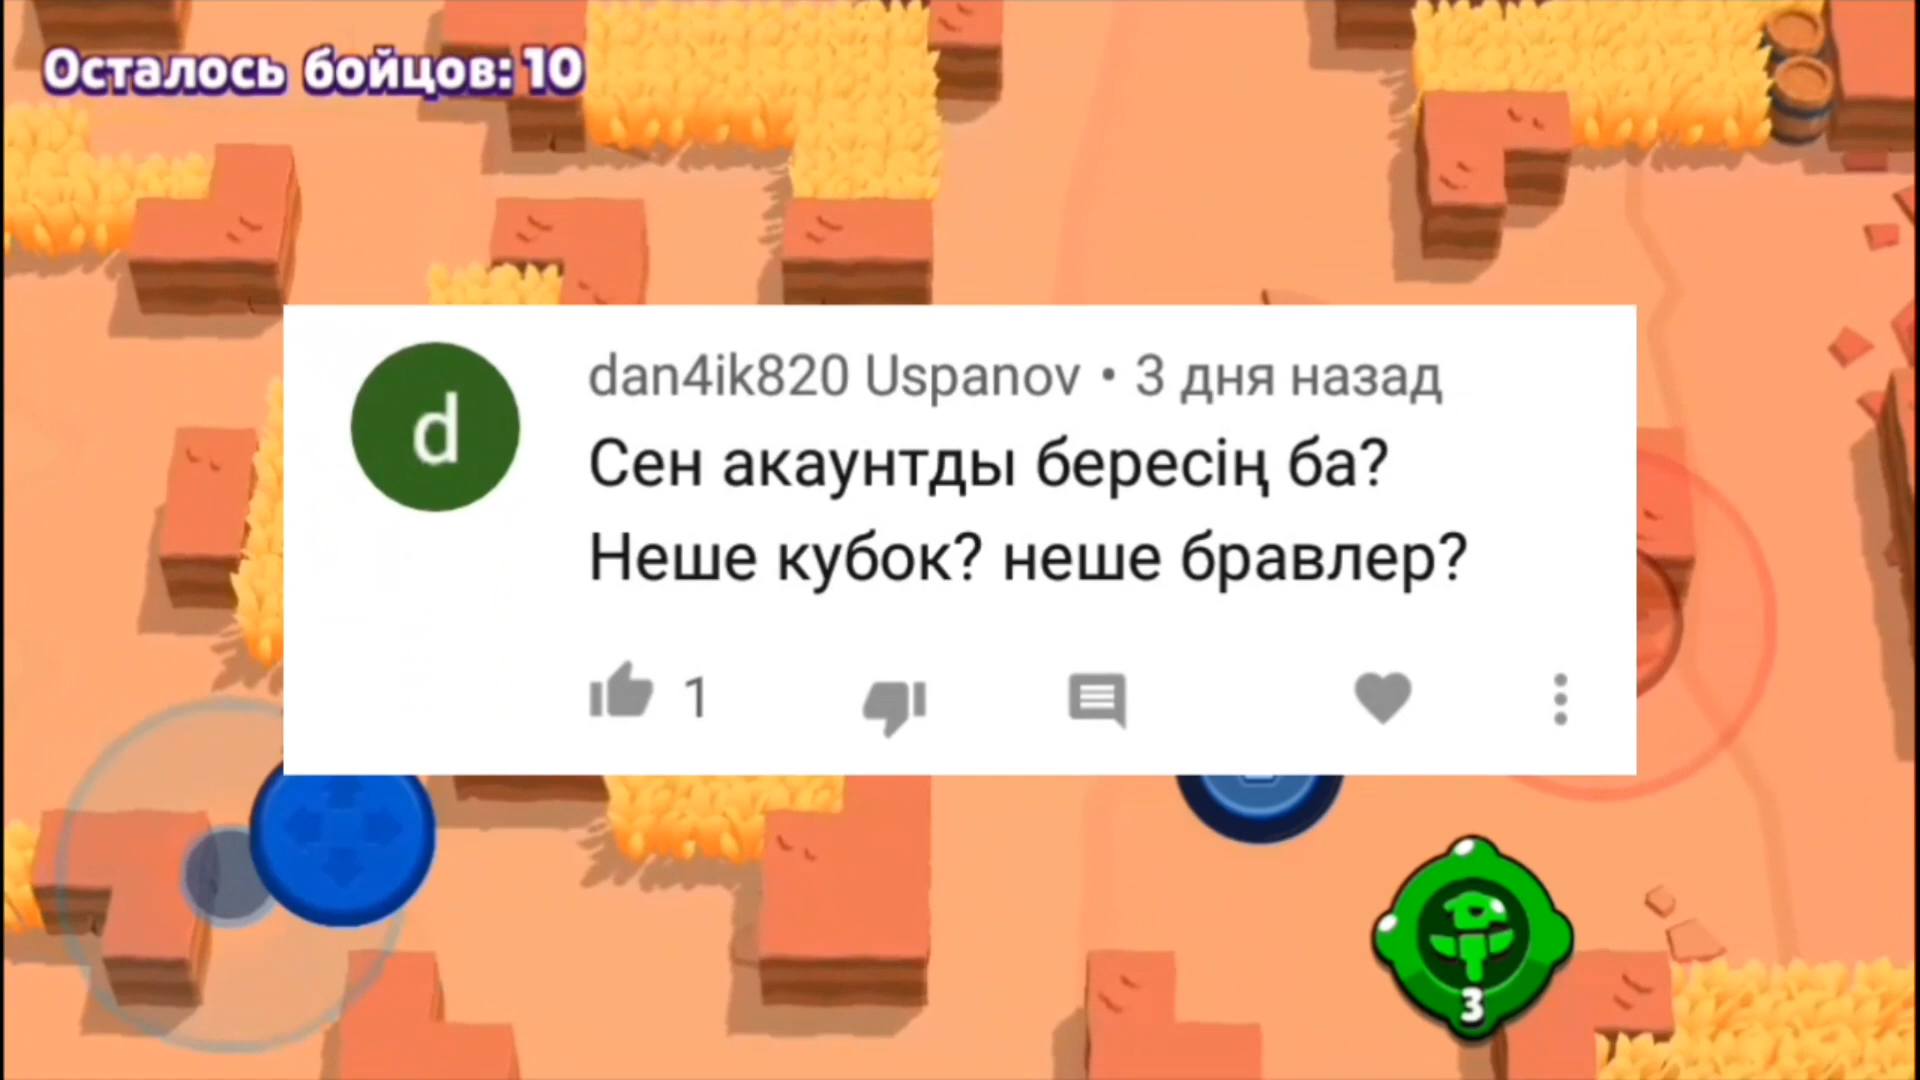 Осталось бойцов: 10
d
dan4ik820 Uspanov • 3 дня назад
Сен акаунтды бересің ба?
Неше кубок? неше бравлер?
1
3